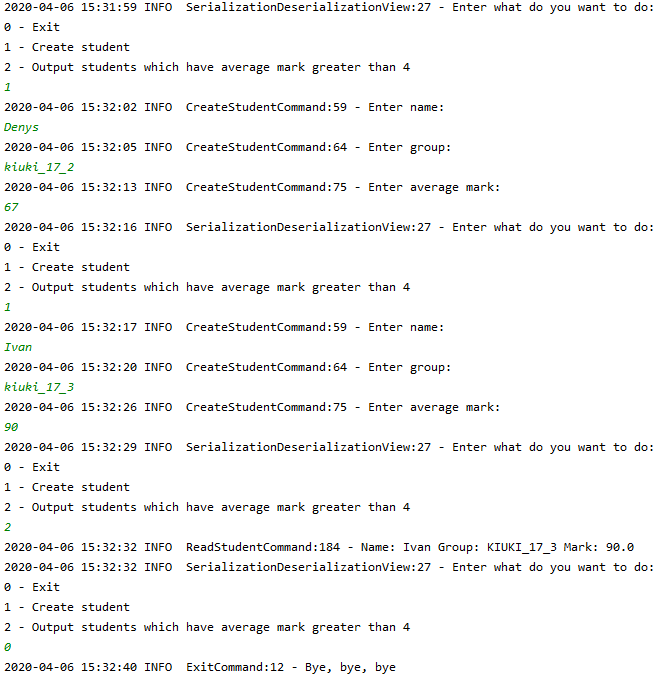 2020-04-06 15:31:59 INFO  SerializationDeserializationView:27 - Enter what do you want to do:
0 - Exit
1 - Create student
2 - Output students which have average mark greater than 4
1
2020-04-06 15:32:02 INFO  CreateStudentCommand:59 - Enter name:
Denys
2020-04-06 15:32:05 INFO  CreateStudentCommand:64 - Enter group:
kiuki_17_2
2020-04-06 15:32:13 INFO  CreateStudentCommand:75 - Enter average mark:
67
2020-04-06 15:32:16 INFO  SerializationDeserializationView:27 - Enter what do you want to do:
0 - Exit
1 - Create student
2 - Output students which have average mark greater than 4
1
2020-04-06 15:32:17 INFO  CreateStudentCommand:59 - Enter name:
Ivan
2020-04-06 15:32:20 INFO  CreateStudentCommand:64 - Enter group:
kiuki_17_3
2020-04-06 15:32:26 INFO  CreateStudentCommand:75 - Enter average mark:
90
2020-04-06 15:32:29 INFO  SerializationDeserializationView:27 - Enter what do you want to do:
0 - Exit
1 - Create student
2 - Output students which have average mark greater than 4
2
2020-04-06 15:32:32 INFO  ReadStudentCommand:184 - Name: Ivan Group: KIUKI_17_3 Mark: 90.0
2020-04-06 15:32:32 INFO  SerializationDeserializationView:27 - Enter what do you want to do:
0 - Exit
1 - Create student
2 - Output students which have average mark greater than 4
0
2020-04-06 15:32:40 INFO  ExitCommand:12 - Bye, bye, bye